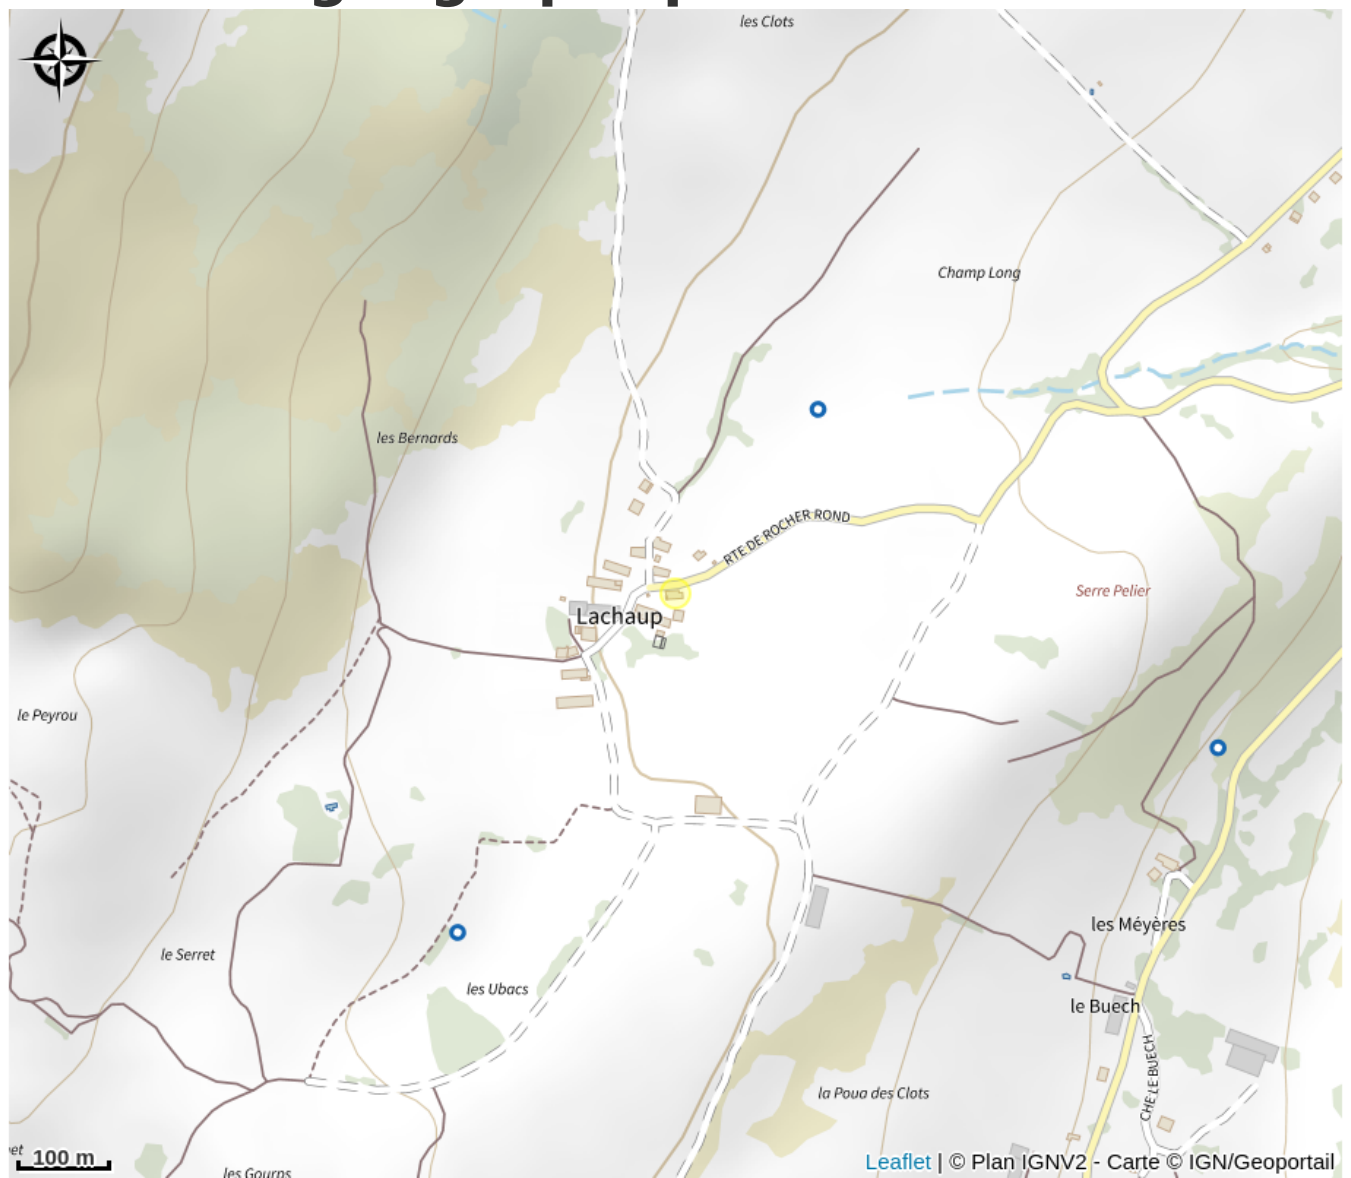 les Clots
Champ Long
les Bernards
RTE DE ROCHER ROND
Serre Pelier
Lachaup
le Peyrou
les Méyères
le Serret
les Ubacs
le Buech
CHE LE BUECH
la Poua des Clots
100 m
les Gourns
Leaflet | © Plan IGNV2 - Carte © IGN/Geoportail